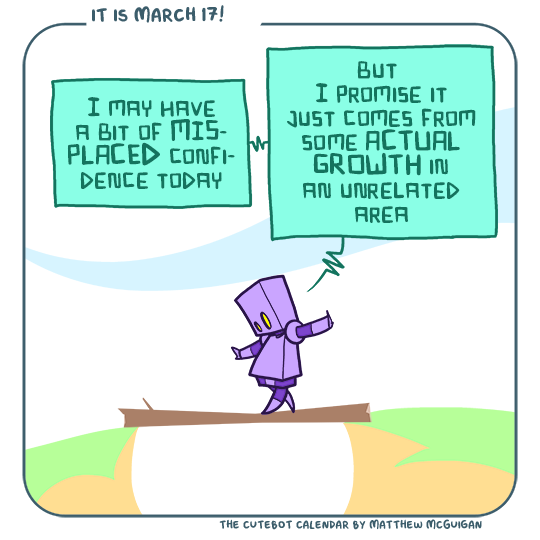 IT IS MARCH 17!
I MAY HAVE
A BIT OF MIS-
PLACED CONFI-
DENCE TODAY
BUT
I PROMISE IT
JUST COMES FROM
SOME ACTUAL
GROWTH IN
AN UNRELATED
AREA
THE CUTEBOT CALENDAR BY MATTHEW MCGUIGAN